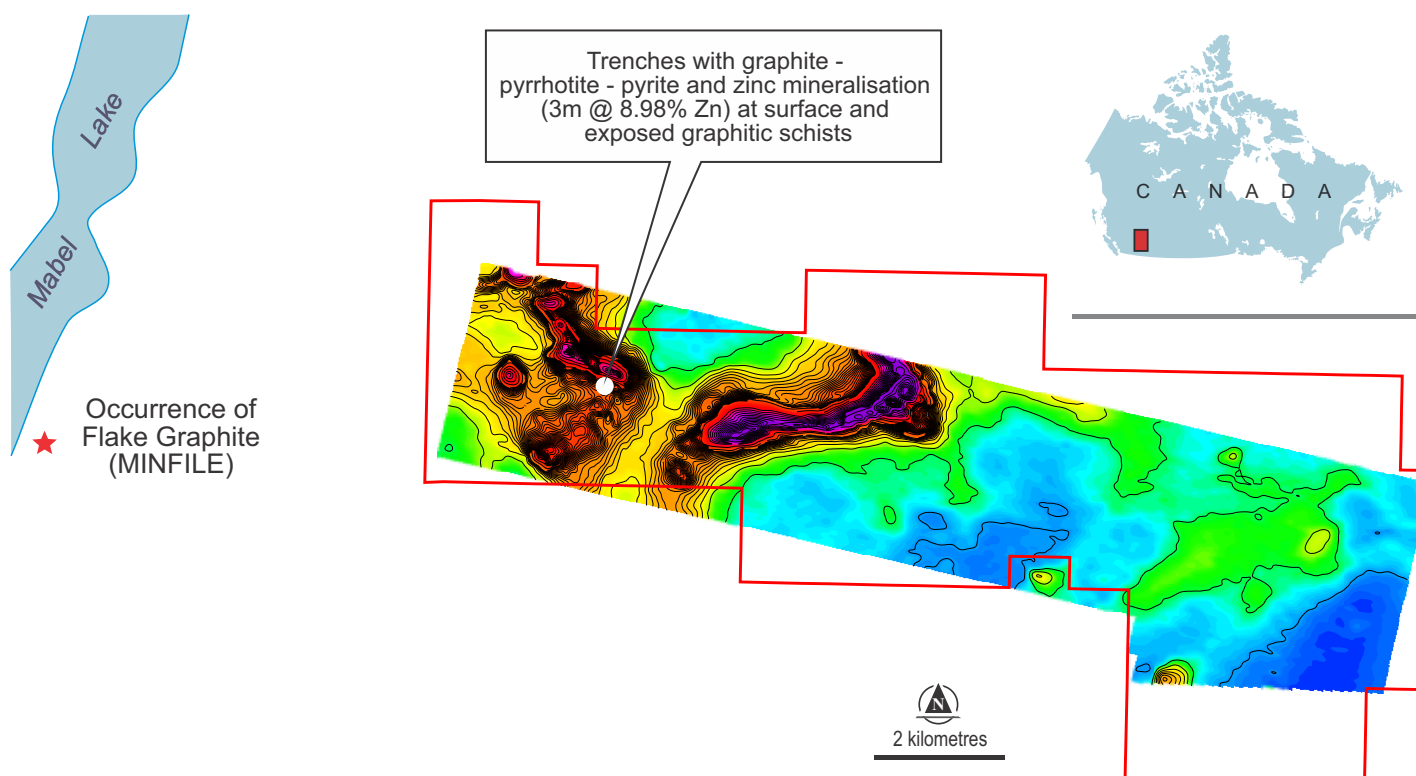 Trenches with graphite -
pyrrhotite - pyrite and zinc mineralisation
(3m @ 8.98% Zn) at surface and
exposed graphitic schists
Mabel Lake
CANADA
Occurrence of
Flake Graphite
(MINFILE)
N
2 kilometres